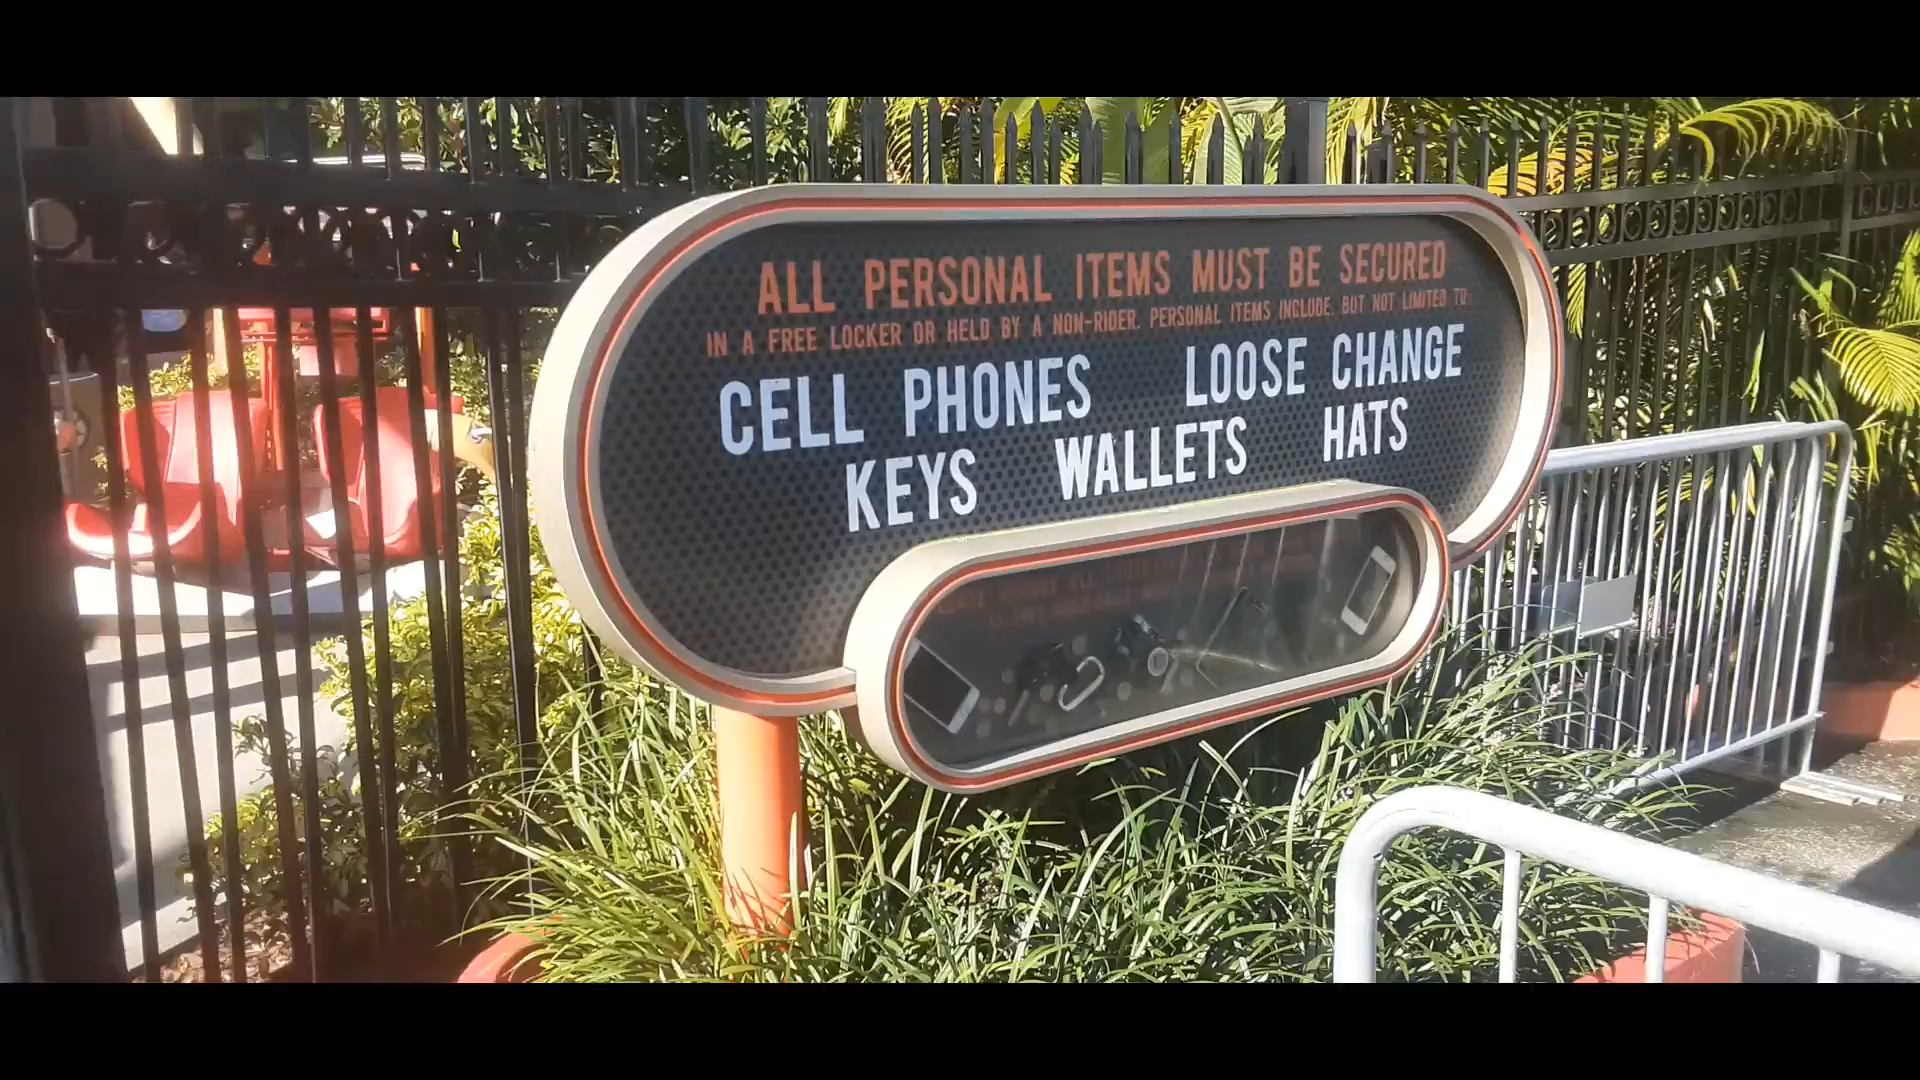 ALL PERSONAL ITEMS MUST BE SECURED
IN A FREE LOCKER OR HELD BY A NON-RIDER. PERSONAL ITEMS INCLUDE, BUT NOT LIMITED TO:
CELL PHONES LOOSE CHANGE
KEYS WALLETS HATS